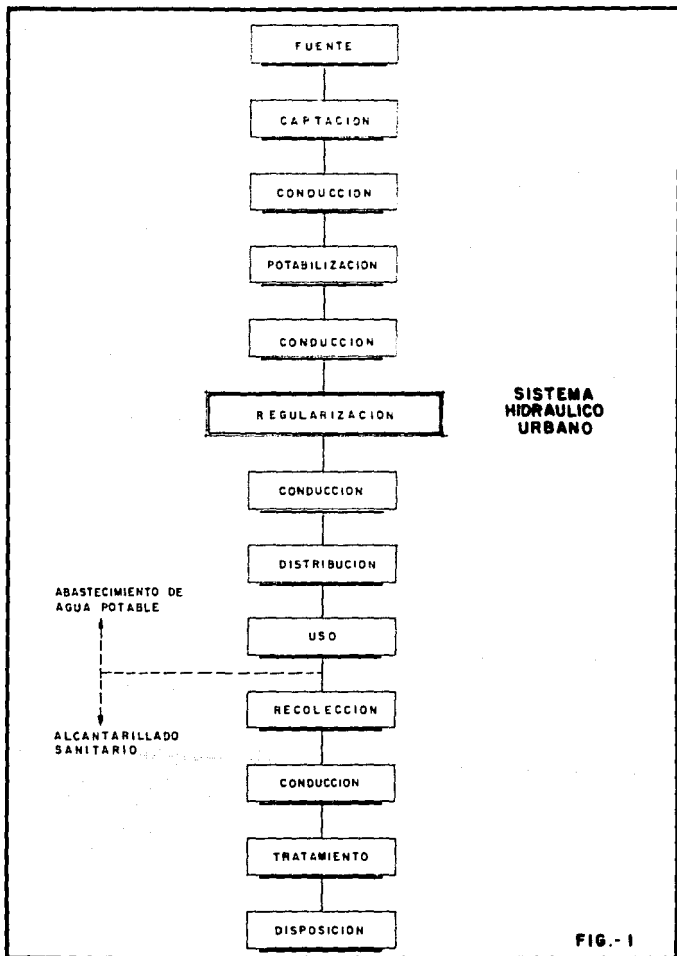 FUENTE
CAPTACION
CONDUCCION
POTABILIZACION
CONDUCCION
REGULARIZACION
SISTEMA
HIDRAULICO
URBANO
CONDUCCION
DISTRIBUCION
ABASTECIMIENTO DE
AGUA POTABLE
USO
RECOLECCION
ALCANTARILLADO
SANITARIO
CONDUCCION
TRATAMIENTO
DISPOSICION
FIG.- 1